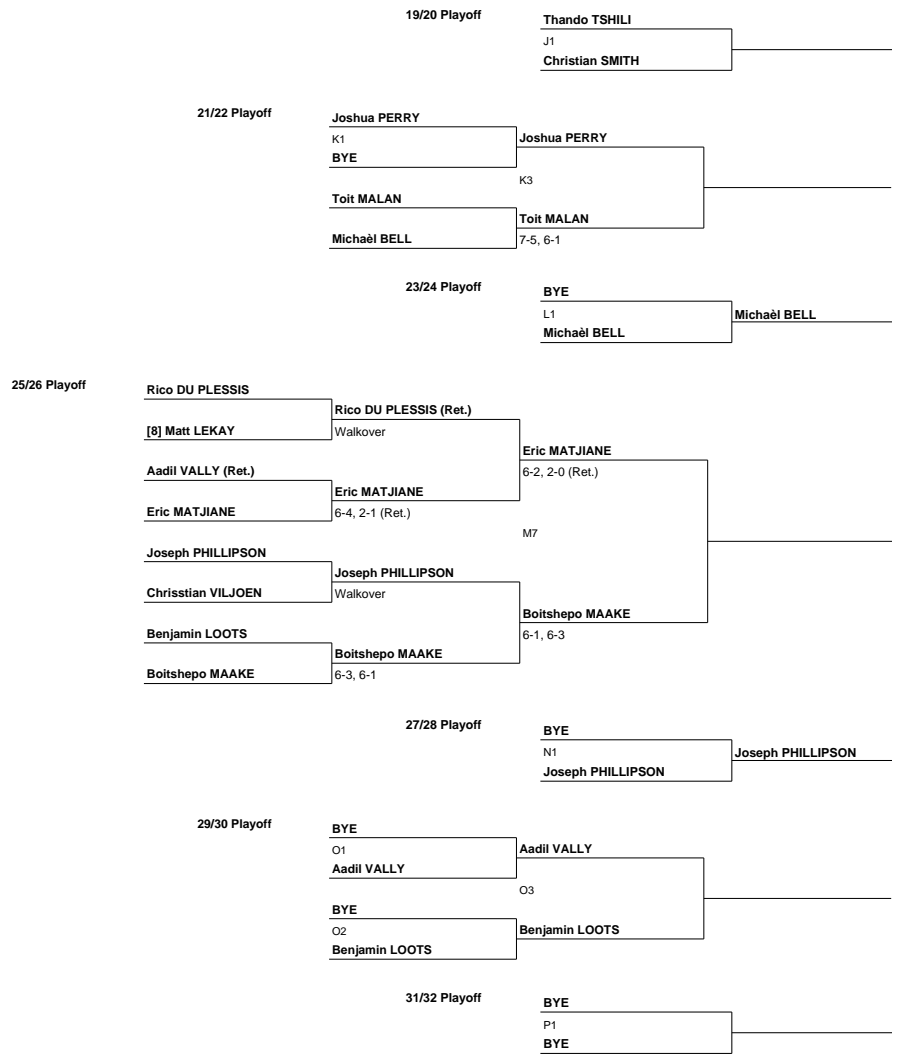 19/20 Playoff
Thando TSHILI
J1
Christian SMITH
21/22 Playoff
Joshua PERRY
K1
Joshua PERRY
BYE
K3
Toit MALAN
Toit MALAN
Michaèl BELL
7-5, 6-1
23/24 Playoff
BYE
L1
Michaèl BELL
Michaèl BELL
25/26 Playoff
Rico DU PLESSIS
Rico DU PLESSIS (Ret.)
[8] Matt LEKAY
Walkover
Eric MATJIANE
Aadil VALLY (Ret.)
6-2, 2-0 (Ret.)
Eric MATJIANE
Eric MATJIANE
6-4, 2-1 (Ret.)
M7
Joseph PHILLIPSON
Joseph PHILLIPSON
Chrisstian VILJOEN
Walkover
Boitshepo MAAKE
Benjamin LOOTS
6-1, 6-3
Boitshepo MAAKE
Boitshepo MAAKE
6-3, 6-1
27/28 Playoff
BYE
N1
Joseph PHILLIPSON
Joseph PHILLIPSON
29/30 Playoff
BYE
O1
Aadil VALLY
Aadil VALLY
O3
BYE
O2
Benjamin LOOTS
Benjamin LOOTS
31/32 Playoff
BYE
P1
BYE